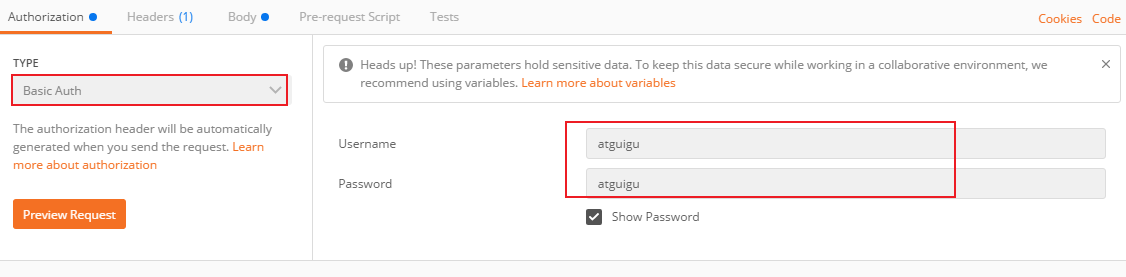 Authorization Headers (1) Body Pre-request Script Tests Cookies Code
TYPE
Basic Auth
The authorization header will be automatically
generated when you send the request. Learn
more about authorization
Preview Request
Heads up! These parameters hold sensitive data. To keep this data secure while working in a collaborative environment, we
recommend using variables. Learn more about variables
Username atguigu
Password atguigu
Show Password